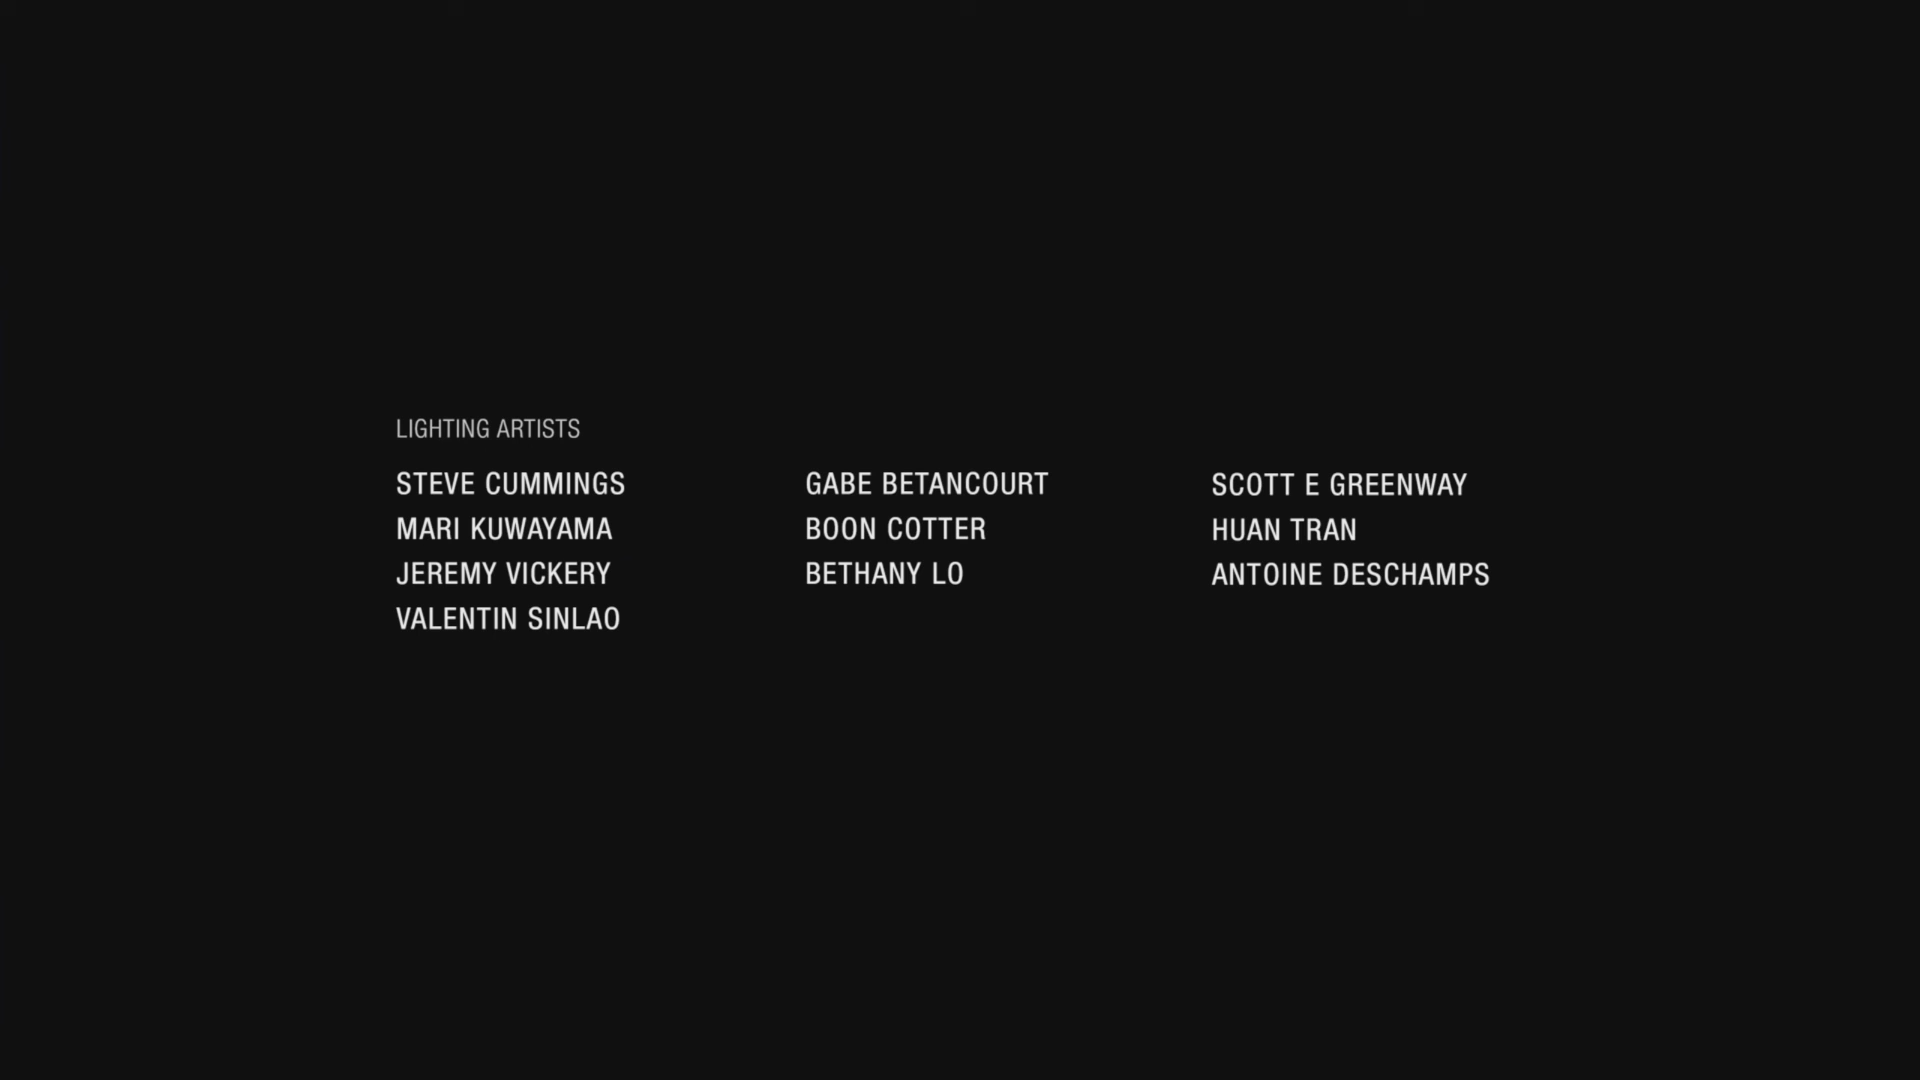 LIGHTING ARTISTS
STEVE CUMMINGS
MARI KUWAYAMA
JEREMY VICKERY
VALENTIN SINLAO
GABE BETANCOURT
BOON COTTER
BETHANY LO
SCOTT E GREENWAY
HUAN TRAN
ANTOINE DESCHAMPS